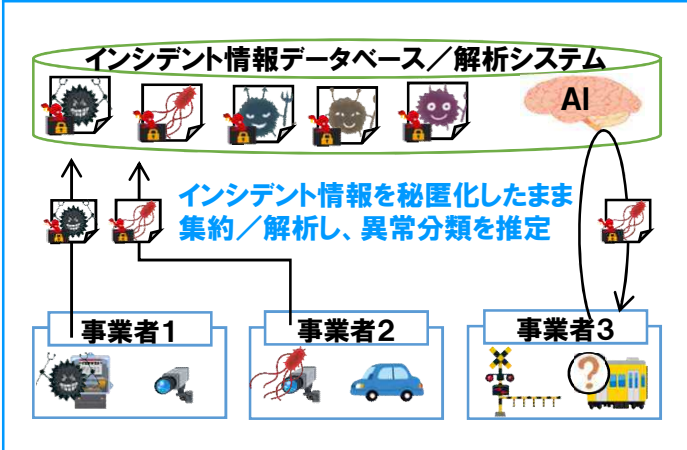 インシデント情報データベース／解析システム
AI
インシデント情報を秘匿化したまま
集約／解析し、異常分類を推定
事業者1
事業者2
事業者3
?